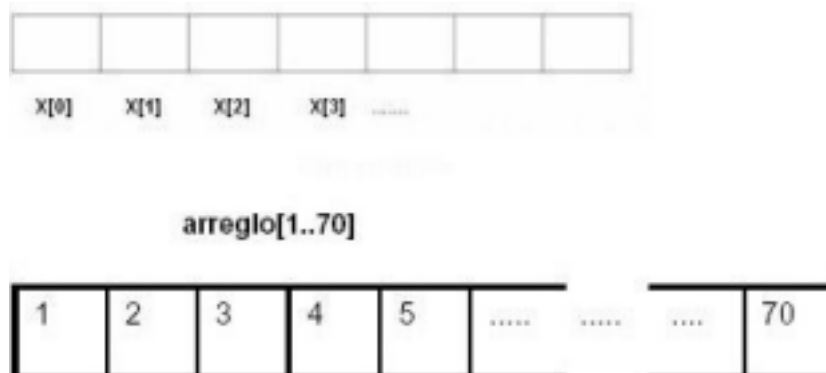 X[0] X[1] X[2] X[3] .......
arreglo[1..70]
1 2 3 4 5 ..... ..... .... 70